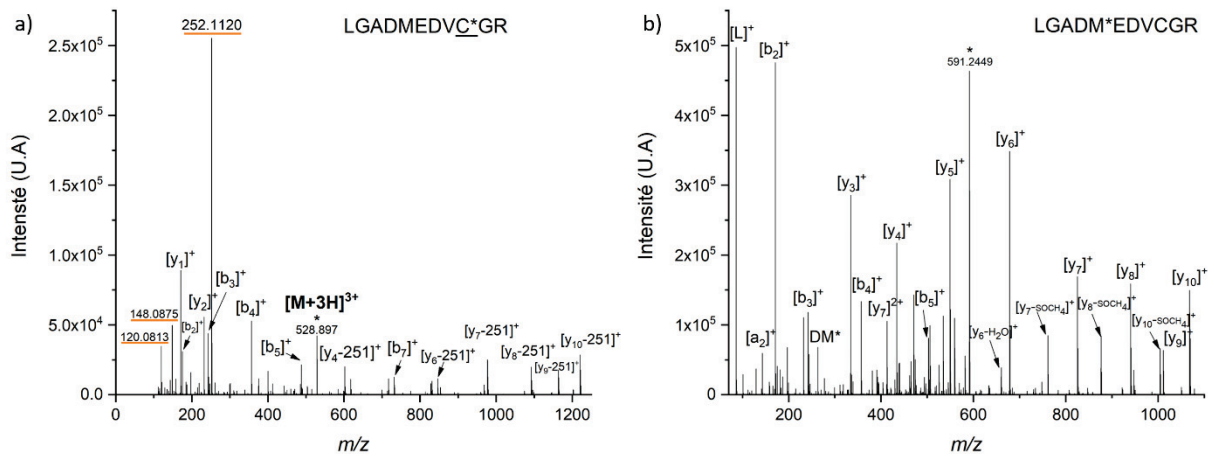 a)
LGADMEDVC*GR
Intensté (U.A)
2.5x10⁵
2.0x10⁵
1.5x10⁵
1.0x10⁵
5.0x10⁴
0.0
252.1120
148.0875
120.0813
[y₁]⁺
[b₂]⁺
[y₂]⁺
[b₃]⁺
[b₄]⁺
[b₅]⁺
[M+3H]³⁺
*
528.897
[y₄-251]⁺
[b₇]⁺
[y₆-251]⁺
[y₇-251]⁺
[y₈-251]⁺
[y₉-251]⁺
[y₁₀-251]⁺
0.0
200
400
600
800
1000
1200
m/z
b)
LGADM*EDVCGR
Intensité (U.A)
5x10⁵
4x10⁵
3x10⁵
2x10⁵
1x10⁵
0
[L]⁺
[b₂]⁺
[a₂]⁺
[b₃]⁺
DM*
[y₃]⁺
[b₄]⁺
[y₇]²⁺
[y₄]⁺
[b₅]⁺
[y₅]⁺
*
591.2449
[y₆]⁺
[y₆-H₂O]⁺
[y₇-SOCH₄]⁺
[y₇]⁺
[y₈-SOCH₄]⁺
[y₈]⁺
[y₁₀-SOCH₄]⁺
[y₉]⁺
[y₁₀]⁺
200
400
600
800
1000
m/z